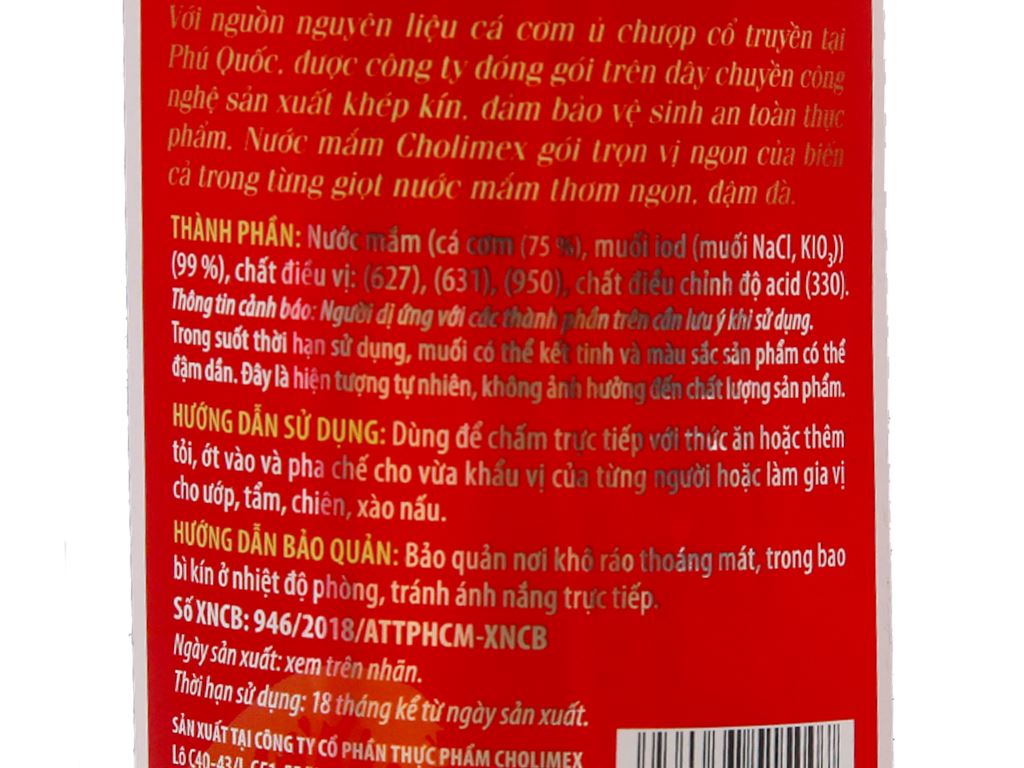 Với nguồn nguyên liệu cá cơm ủ chượp cổ truyền tại
Phú Quốc, được công ty đóng gói trên dây chuyền công
nghệ sản xuất khép kín, đảm bảo vệ sinh an toàn thực
phẩm. Nước mắm Cholimex gói trọn vị ngon của biển
cả trong từng giọt nước mắm thơm ngon, đậm đà.
THÀNH PHẦN: Nước mắm (cá cơm (75 %), muối iod (muối NaCl, KIO₃))
(99 %), chất điều vị: (627), (631), (950), chất điều chỉnh độ acid (330).
Thông tin cảnh báo: Người dị ứng với các thành phần trên cần lưu ý khi sử dụng.
Trong suốt thời hạn sử dụng, muối có thể kết tinh và màu sắc sản phẩm có thể
đậm dần. Đây là hiện tượng tự nhiên, không ảnh hưởng đến chất lượng sản phẩm.
HƯỚNG DẪN SỬ DỤNG: Dùng để chấm trực tiếp với thức ăn hoặc thêm
tỏi, ớt vào và pha chế cho vừa khẩu vị của từng người hoặc làm gia vị
cho ướp, tẩm, chiên, xào nấu.
HƯỚNG DẪN BẢO QUẢN: Bảo quản nơi khô ráo thoáng mát, trong bao
bì kín ở nhiệt độ phòng, tránh ánh nắng trực tiếp.
Số XNCB: 946/2018/ATTPHCM-XNCB
Ngày sản xuất: xem trên nhãn.
Thời hạn sử dụng: 18 tháng kể từ ngày sản xuất.
SẢN XUẤT TẠI CÔNG TY CỔ PHẦN THỰC PHẨM CHOLIMEX
Lô C40-43/I,